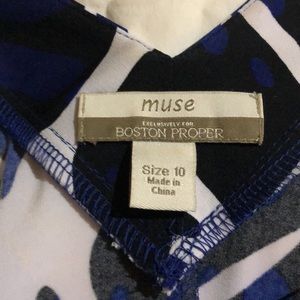 muse
EXCLUSIVELY FOR
BOSTON PROPER
Size 10
Made in
China